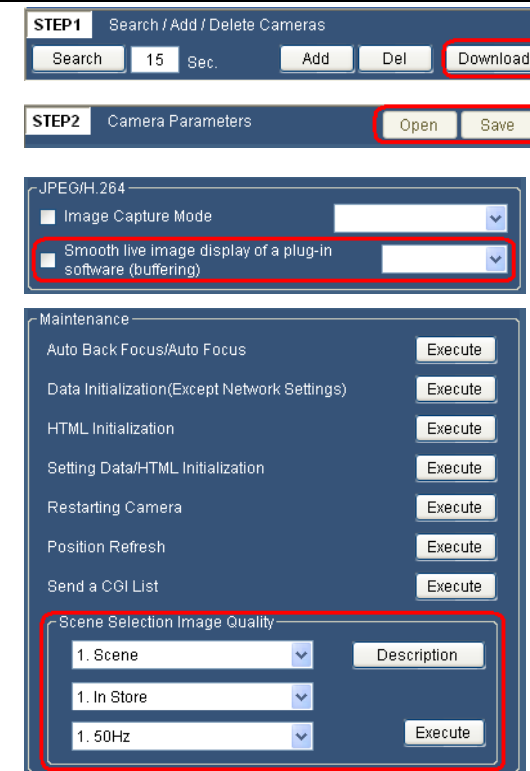 STEP1 Search / Add / Delete Cameras
Search 15 Sec. Add Del Download
STEP2 Camera Parameters Open Save
JPEG/H.264
Image Capture Mode
Smooth live image display of a plug-in
software (buffering)
Maintenance
Auto Back Focus/Auto Focus Execute
Data Initialization(Except Network Settings) Execute
HTML Initialization Execute
Setting Data/HTML Initialization Execute
Restarting Camera Execute
Position Refresh Execute
Send a CGI List Execute
Scene Selection Image Quality
1. Scene Description
1. In Store
1. 50Hz Execute